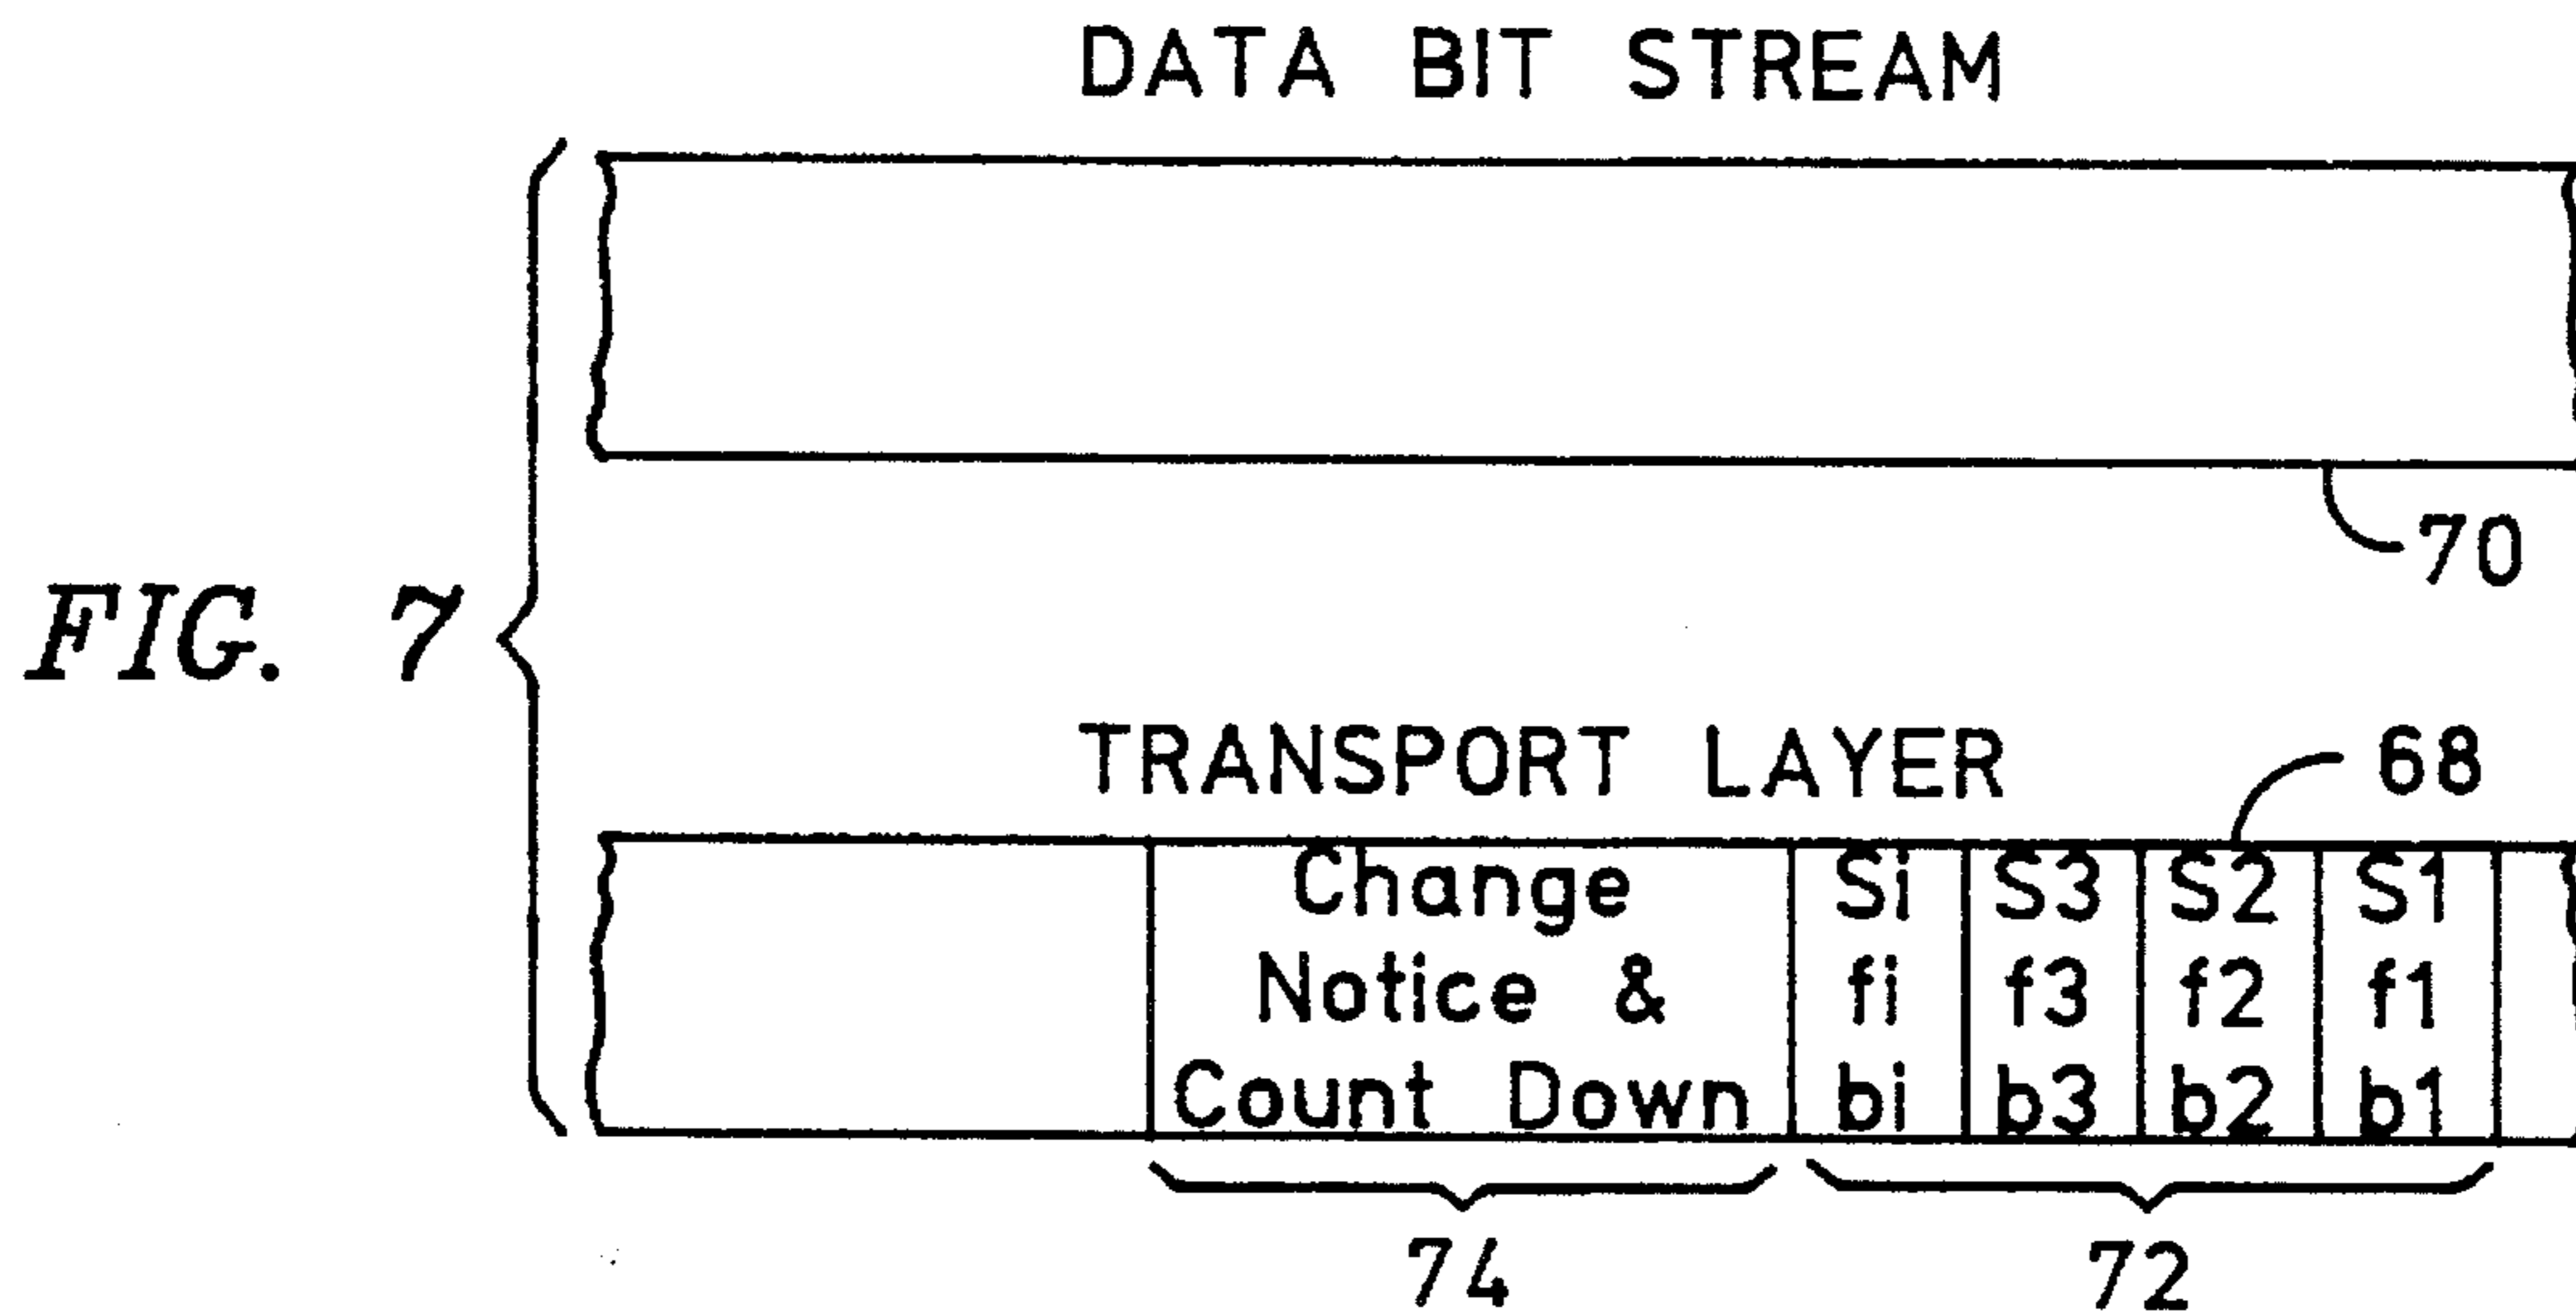 DATA BIT STREAM
70
FIG. 7
TRANSPORT LAYER
68
Change Notice & Count Down
Si S3 S2 S1
fi f3 f2 f1
bi b3 b2 b1
74
72